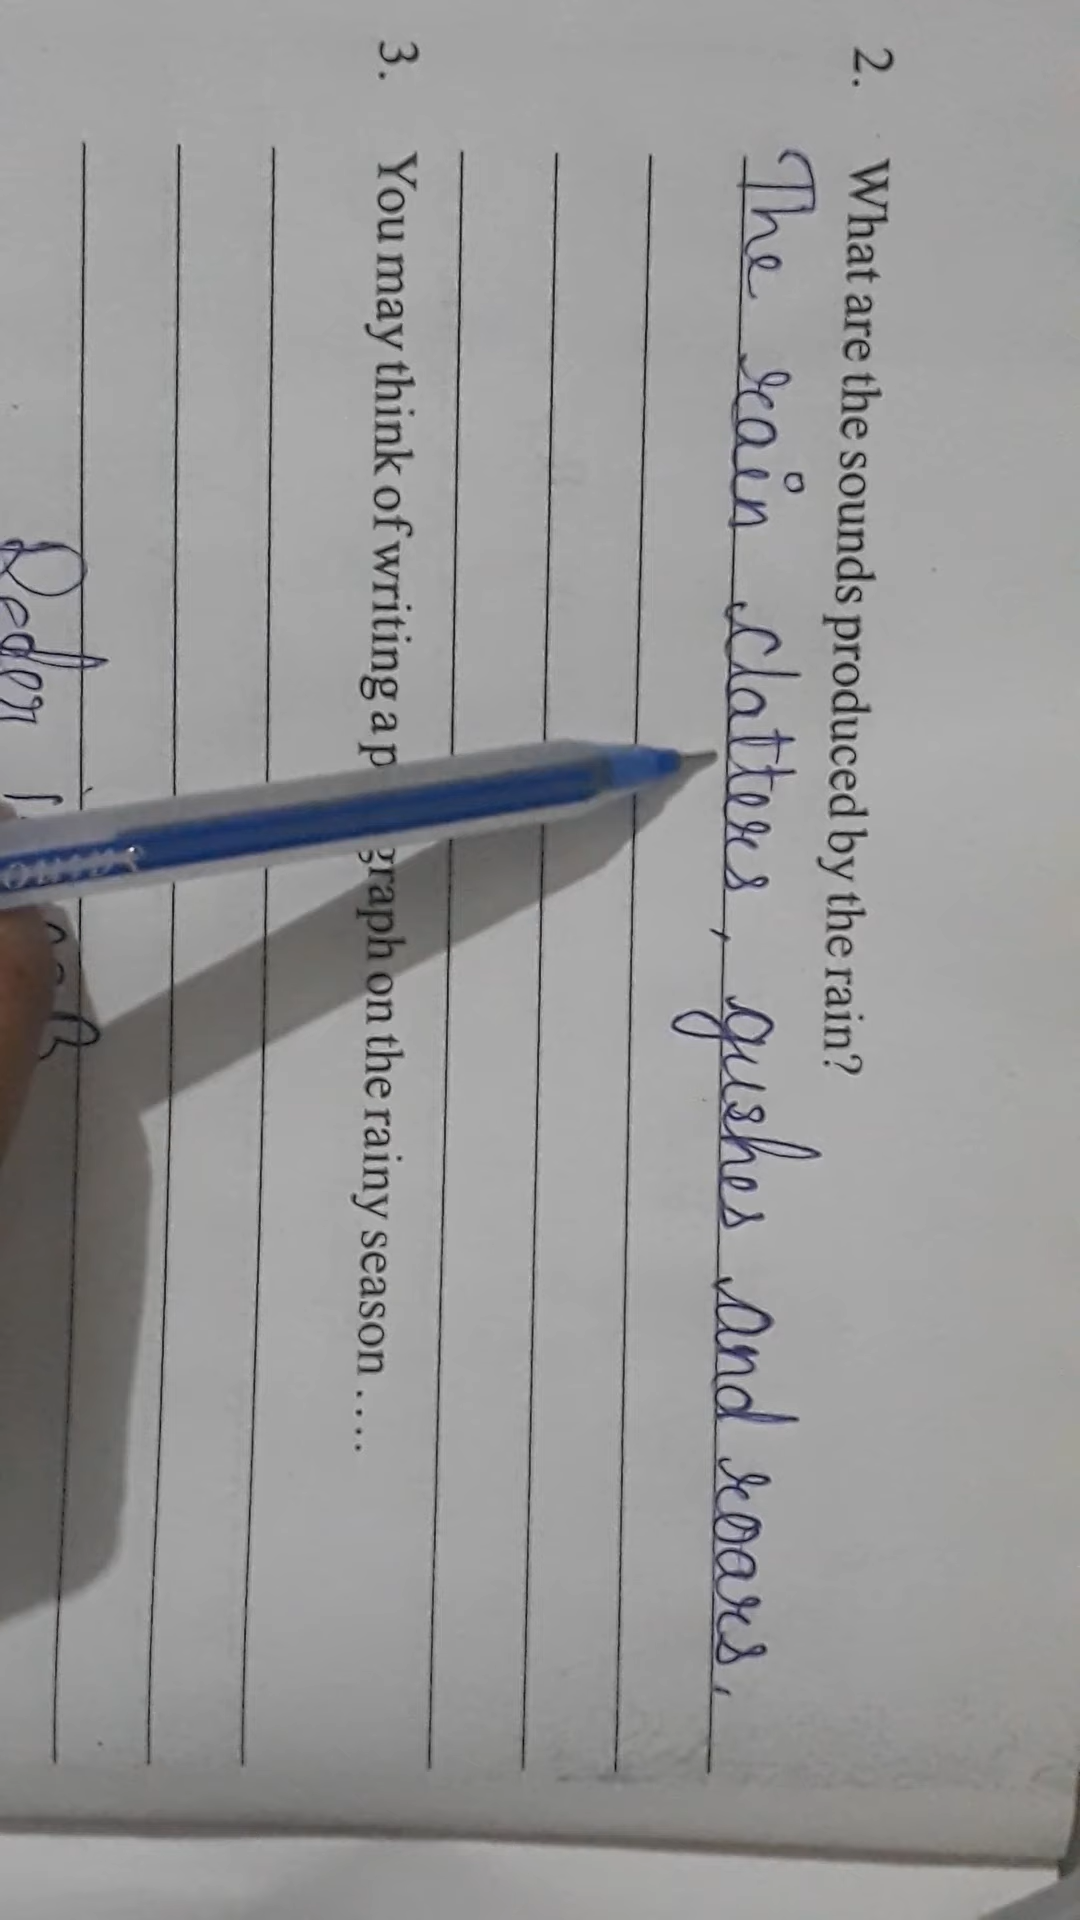 2. What are the sounds produced by the rain?
The rain clatters, gushes and roars,
3. You may think of writing a p graph on the rainy season ....
Refer